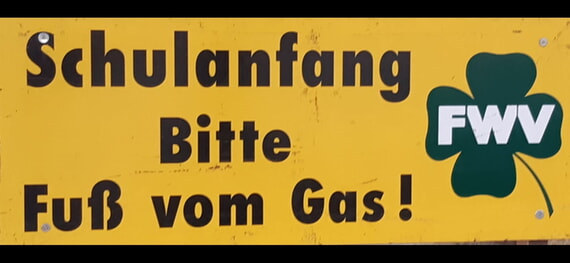 Schulanfang
Bitte
Fuß vom Gas!
FWV